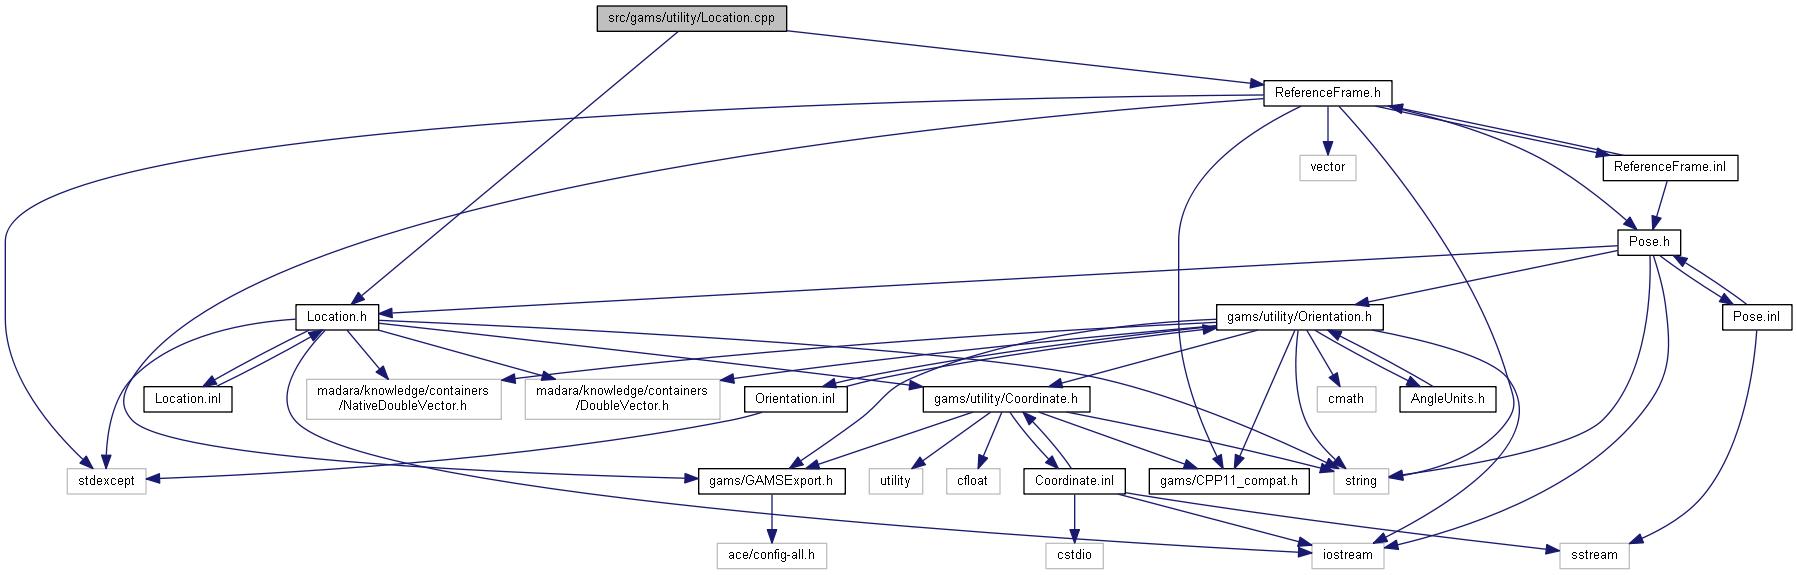 src/gams/utility/Location.cpp
ReferenceFrame.h
vector
ReferenceFrame.inl
Pose.h
Location.h
gams/utility/Orientation.h
Pose.inl
Location.inl
madara/knowledge/containers
/NativeDoubleVector.h
madara/knowledge/containers
/DoubleVector.h
Orientation.inl
gams/utility/Coordinate.h
cmath
AngleUnits.h
stdexcept
gams/GAMSExport.h
utility
cfloat
Coordinate.inl
gams/CPP11_compat.h
string
ace/config-all.h
cstdio
iostream
sstream